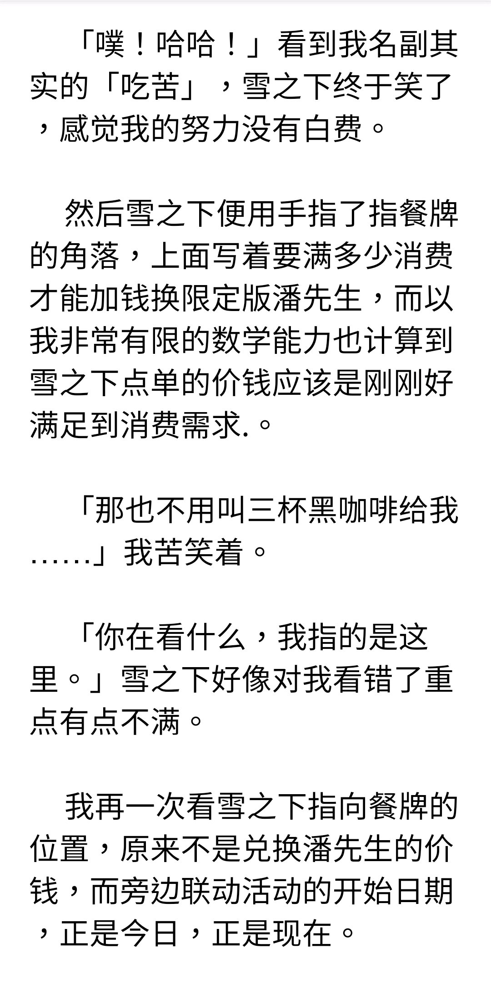 「噗！哈哈！」看到我名副其
实的「吃苦」，雪之下终于笑了
，感觉我的努力没有白费。
然后雪之下便用手指了指餐牌
的角落，上面写着要满多少消费
才能加钱换限定版潘先生，而以
我非常有限的数学能力也计算到
雪之下点单的价钱应该是刚刚好
满足到消费需求.。
「那也不用叫三杯黑咖啡给我
……」我苦笑着。
「你在看什么，我指的是这
里。」雪之下好像对我看错了重
点有点不满。
我再一次看雪之下指向餐牌的
位置，原来不是兑换潘先生的价
钱，而旁边联动活动的开始日期
，正是今日，正是现在。